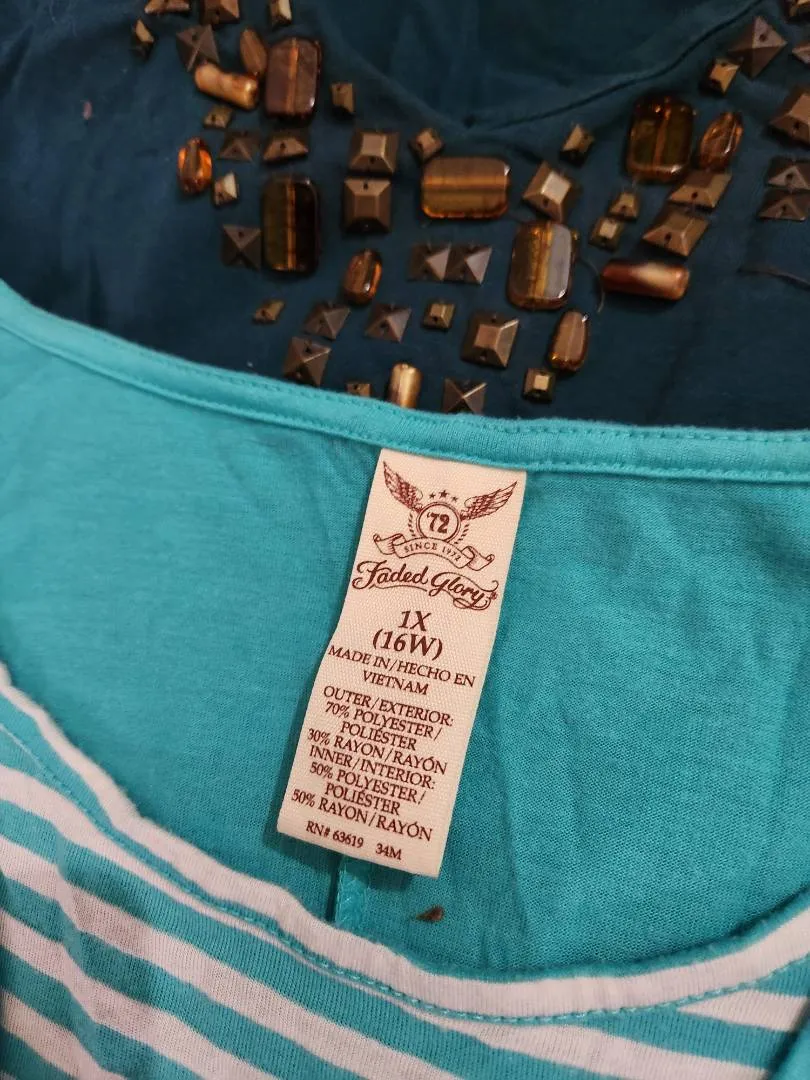 '72
SINCE 1972
Faded Glory
1X
(16W)
MADE IN/HECHO EN
VIETNAM
OUTER/EXTERIOR:
70% POLYESTER/
POLIÉSTER
30% RAYON/RAYÓN
INNER/INTERIOR:
50% POLYESTER/
POLIÉSTER
50% RAYON/RAYÓN
RN# 63619 34M